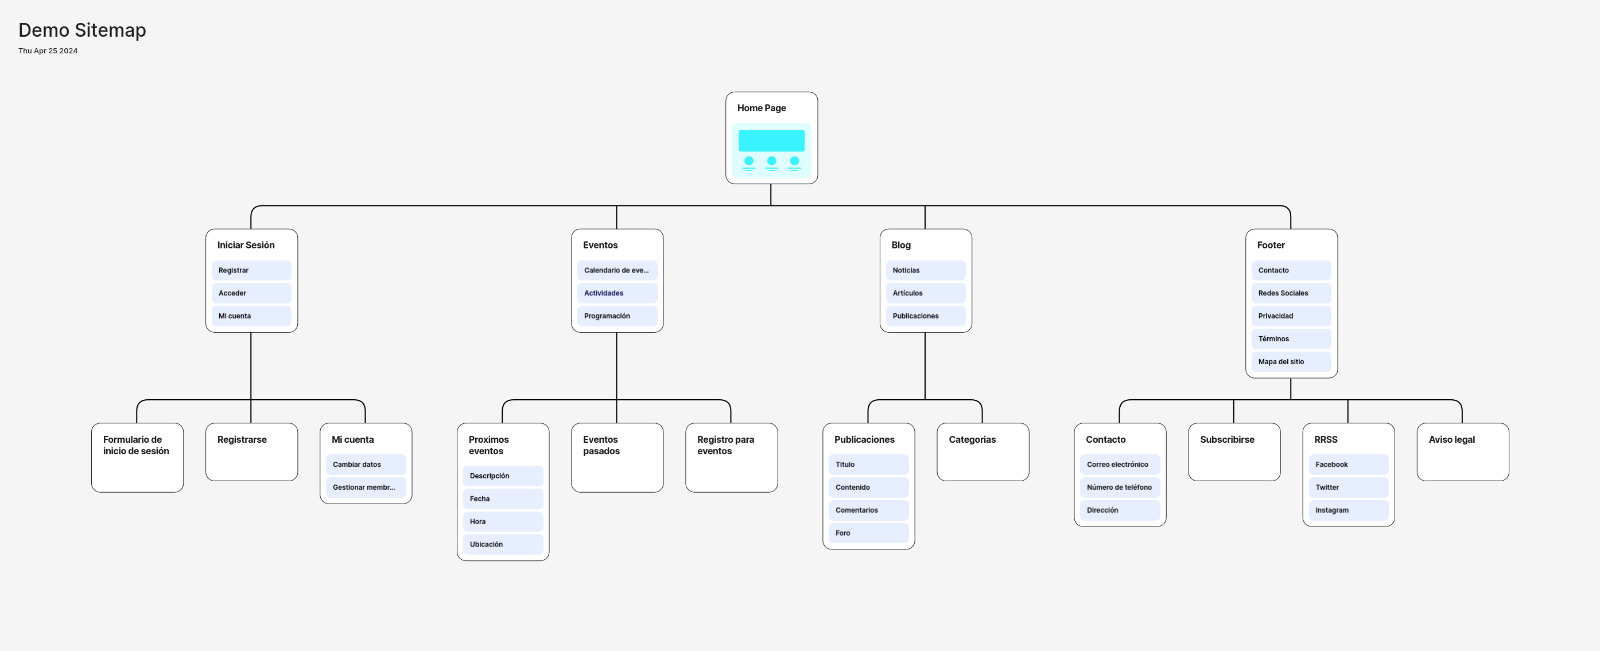 Demo Sitemap
Thu Apr 25 2024
Home Page
Iniciar Sesión
Registrar
Acceder
Mi cuenta
Eventos
Calendario de eve...
Actividades
Programación
Blog
Noticias
Artículos
Publicaciones
Footer
Contacto
Redes Sociales
Privacidad
Términos
Mapa del sitio
Formulario de
inicio de sesión
Registrarse
Mi cuenta
Cambiar datos
Gestionar membr...
Proximos
eventos
Descripción
Fecha
Hora
Ubicación
Eventos
pasados
Registro para
eventos
Publicaciones
Titulo
Contenido
Comentarios
Foro
Categorias
Contacto
Correo electrónico
Número de teléfono
Dirección
Subscribirse
RRSS
Facebook
Twitter
Instagram
Aviso legal